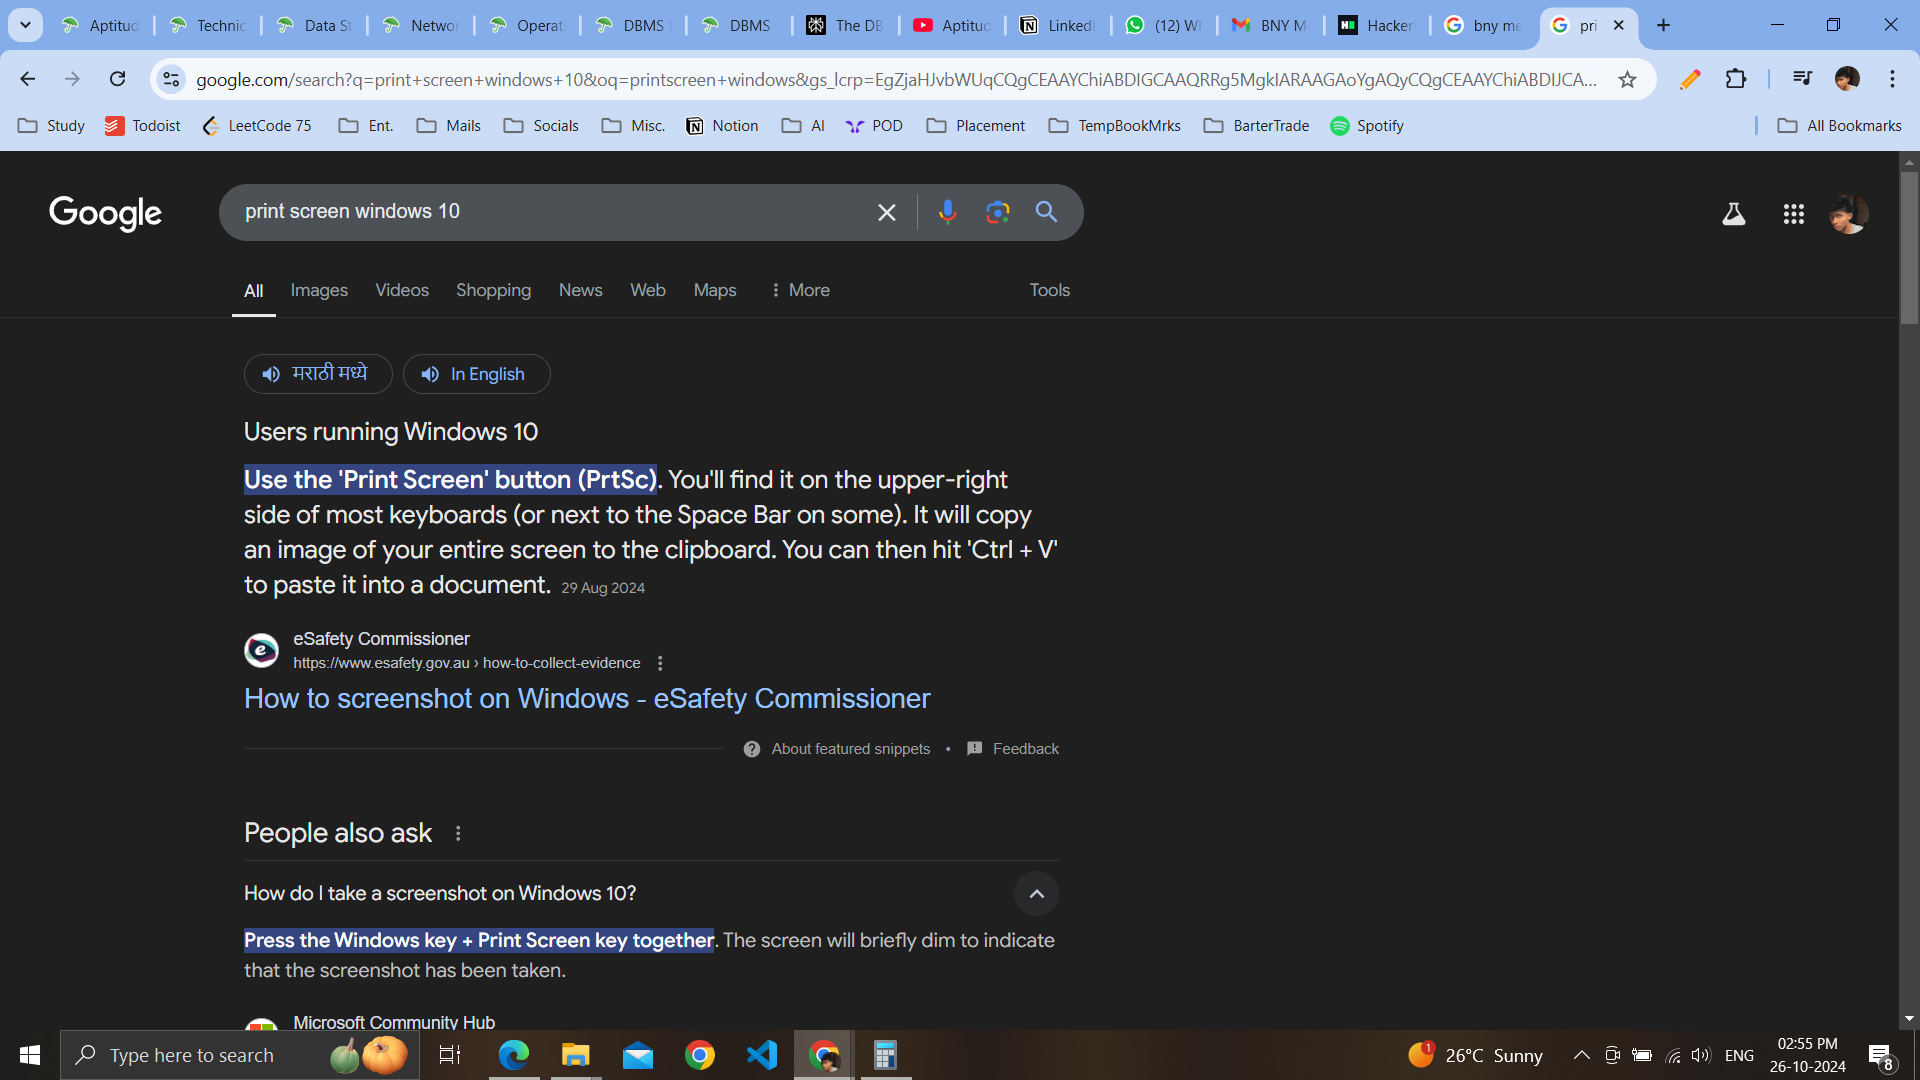 Aptitud
Technic
Data St
Networ
Operat
DBMS
DBMS
The DB
Aptitud
LinkedI
(12) Wh
BNY Me
Hacker
bny me
pri
google.com/search?q=print+screen+windows+10&oq=printscreen+windows&gs_lcrp=EgZjaHJvbWUqCQgCEAAYChiABDIGCAAQRRg5MgkIARAAGAoYgAQyCQgCEAAYChiABDIJCA...
Study
Todoist
LeetCode 75
Ent.
Mails
Socials
Misc.
Notion
AI
POD
Placement
TempBookMrks
BarterTrade
Spotify
All Bookmarks
Google
print screen windows 10
All
Images
Videos
Shopping
News
Web
Maps
More
Tools
मराठी मध्ये
In English
Users running Windows 10
Use the 'Print Screen' button (PrtSc). You'll find it on the upper-right
side of most keyboards (or next to the Space Bar on some). It will copy
an image of your entire screen to the clipboard. You can then hit 'Ctrl + V'
to paste it into a document. 29 Aug 2024
eSafety Commissioner
https://www.esafety.gov.au › how-to-collect-evidence
How to screenshot on Windows - eSafety Commissioner
About featured snippets • Feedback
People also ask
How do I take a screenshot on Windows 10?
Press the Windows key + Print Screen key together. The screen will briefly dim to indicate
that the screenshot has been taken.
Microsoft Community Hub
Type here to search
1
26°C Sunny
ENG
02:55 PM
26-10-2024
8